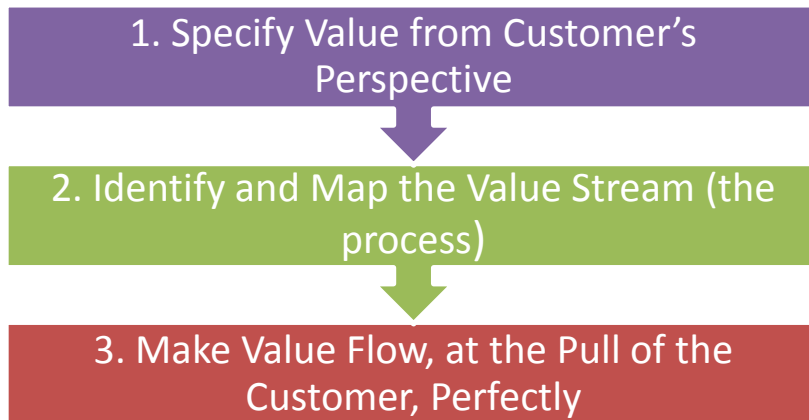 1. Specify Value from Customer’s
Perspective
2. Identify and Map the Value Stream (the
process)
3. Make Value Flow, at the Pull of the
Customer, Perfectly